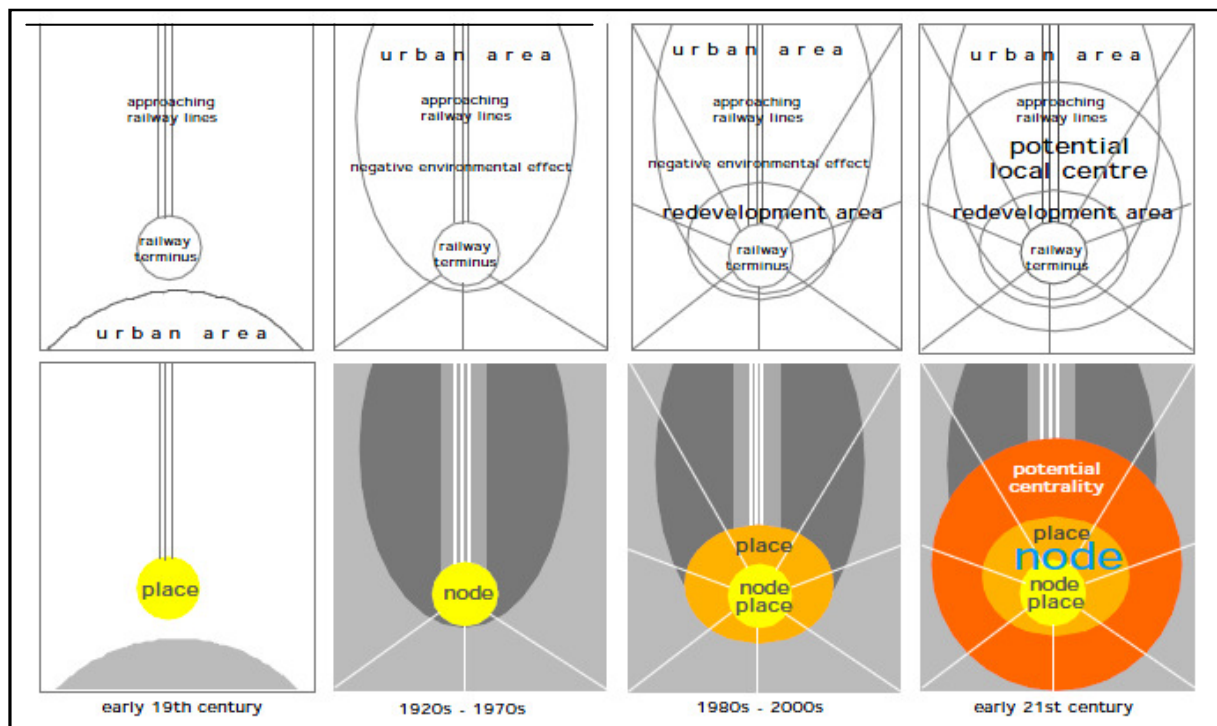 approaching
railway lines
railway
terminus
urban area
urban area
approaching
railway lines
negative environmental effect
railway
terminus
urban area
approaching
railway lines
negative environmental effect
redevelopment area
railway
terminus
urban area
approaching
railway lines
potential
local centre
redevelopment area
railway
terminus
place
node
place
node
place
potential
centrality
place
node
node
place
early 19th century
1920s - 1970s
1980s - 2000s
early 21st century